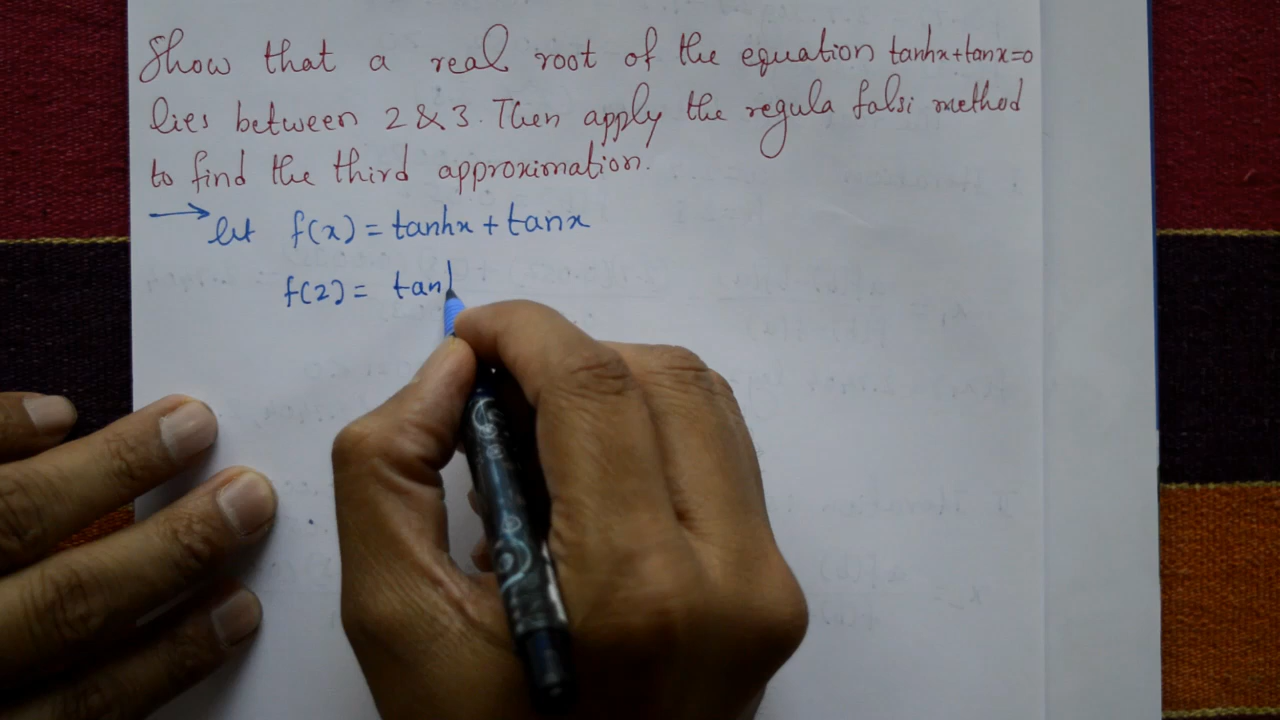 Show that a real root of the equation tanhx+tanx=0
lies between 2 & 3. Then apply the regula falsi method
to find the third approximation.
→ let f(x) = tanhx + tanx
f(2) = tanh